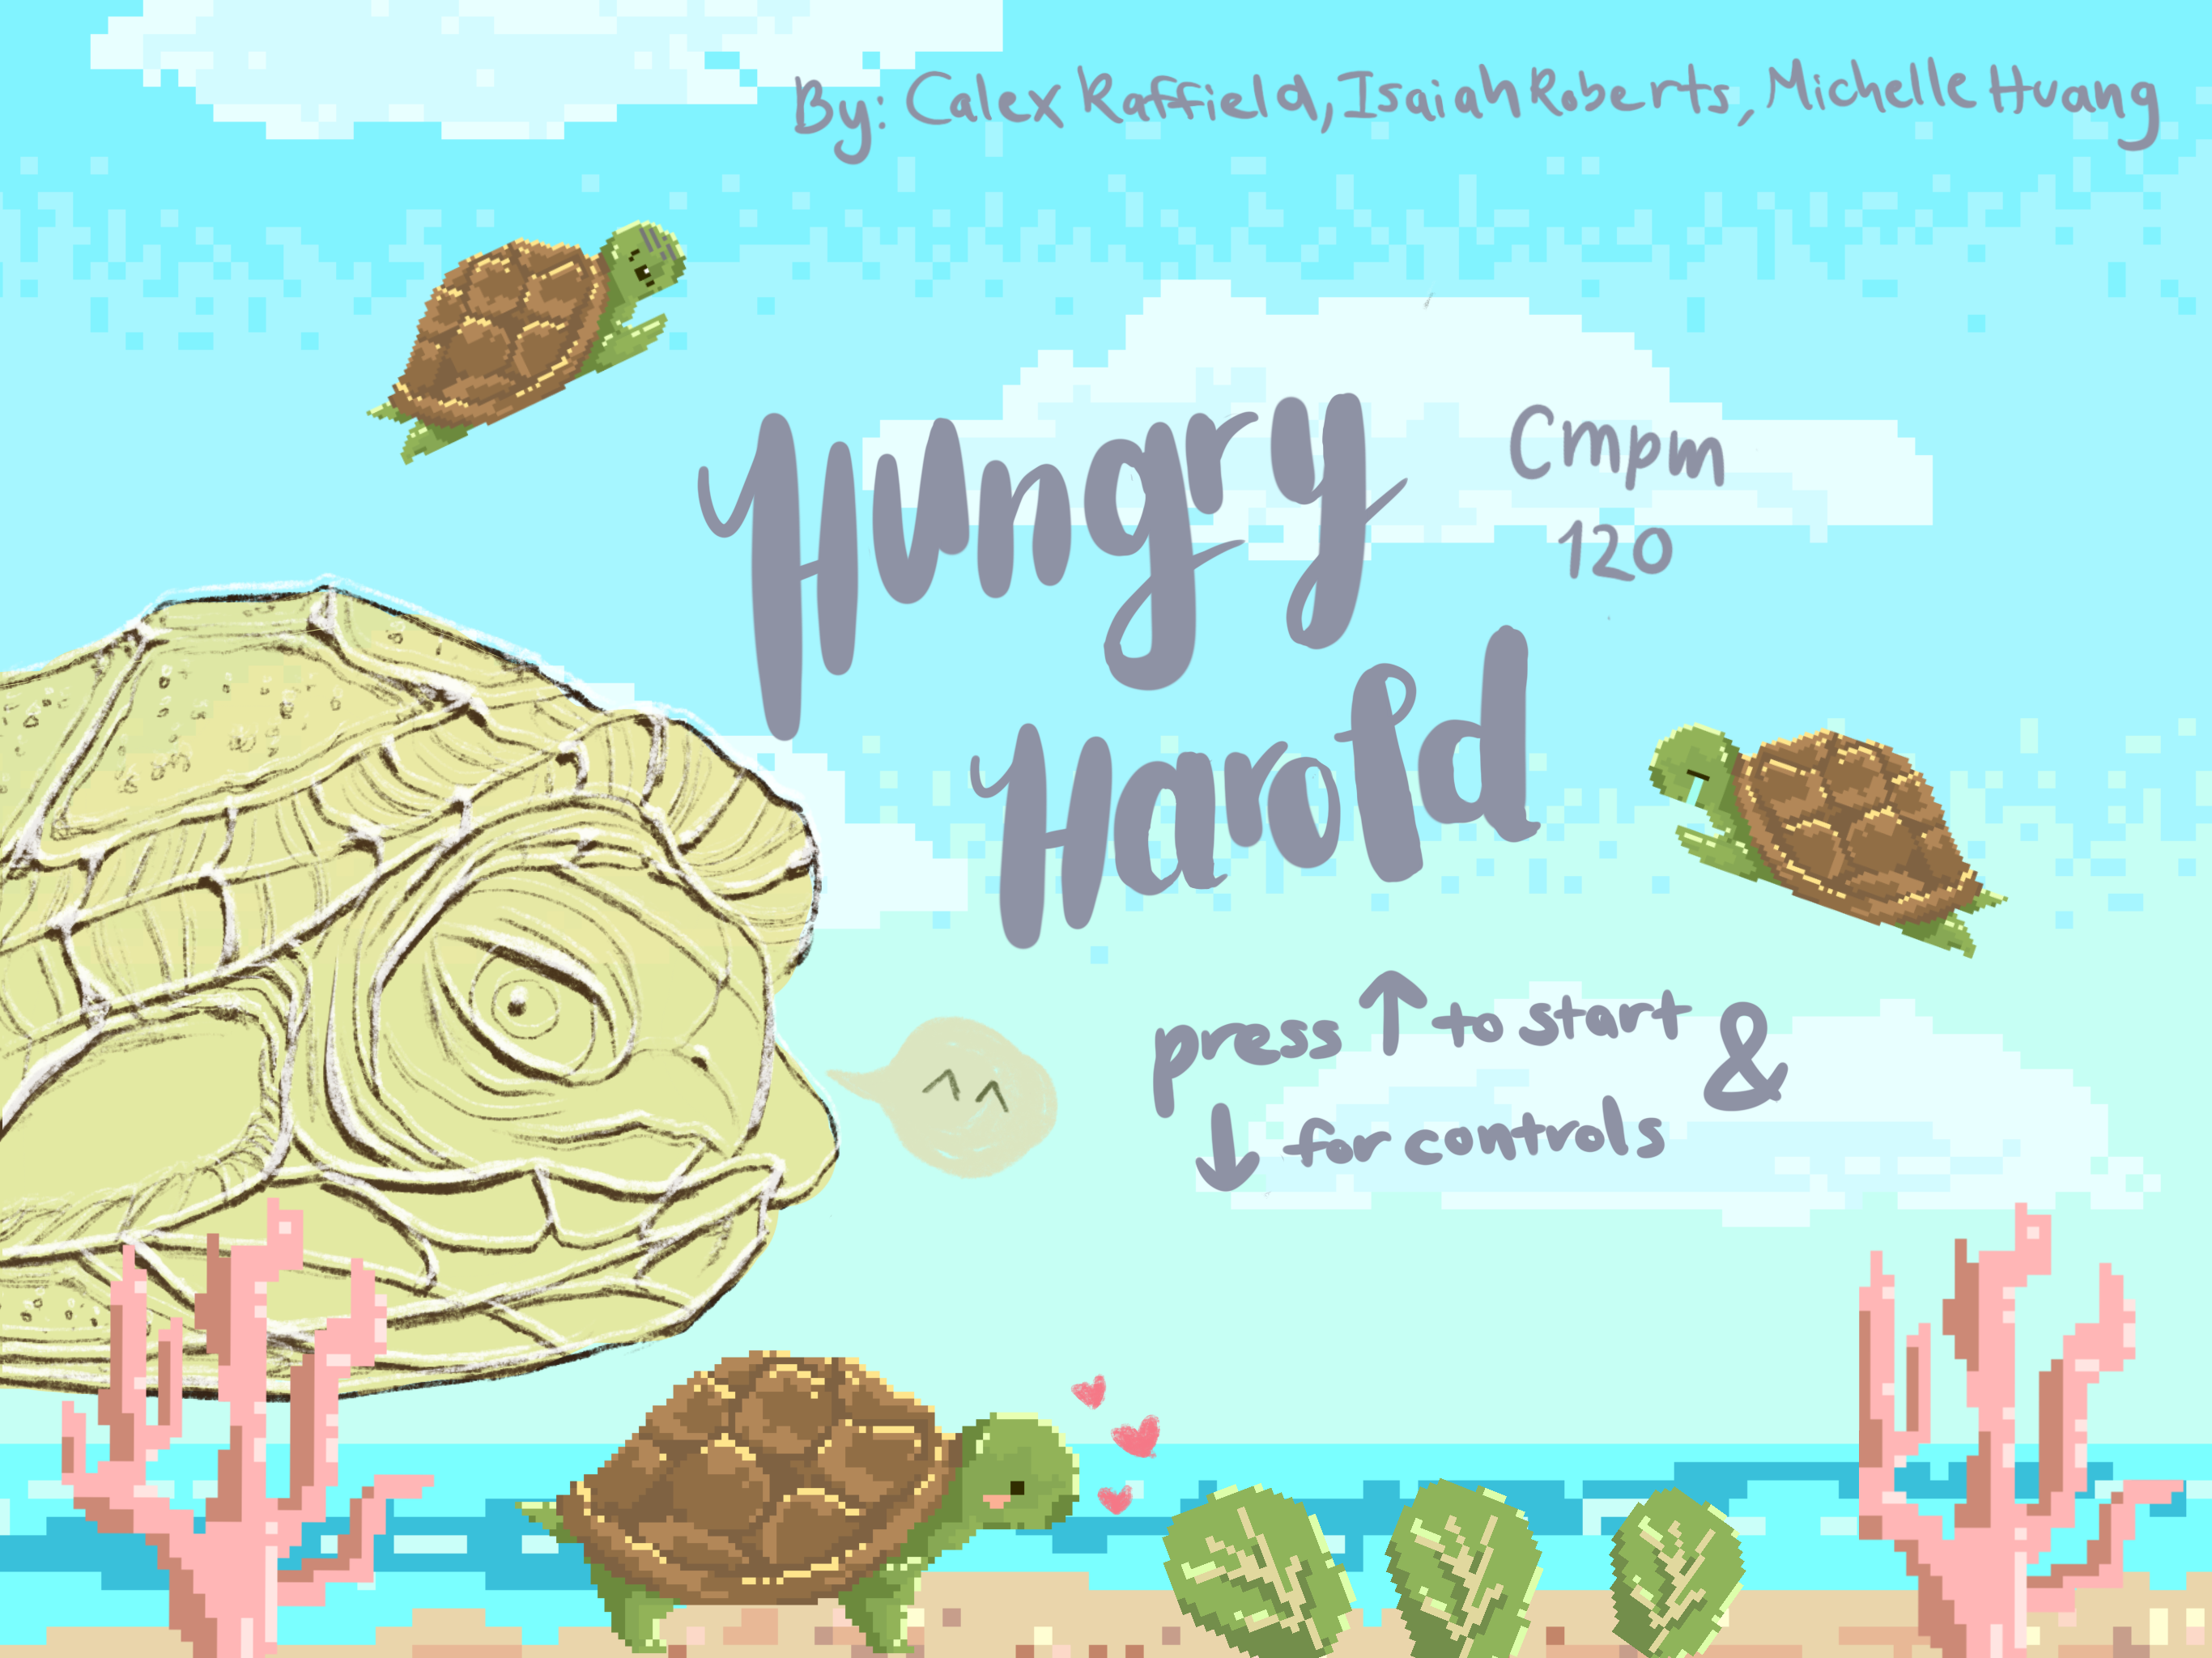 By: Calex Raffield, Isaiah Roberts, Michelle Huang
Hungry
Cmpm
120
Harold
press ↑ to start &
↓ for controls
^^